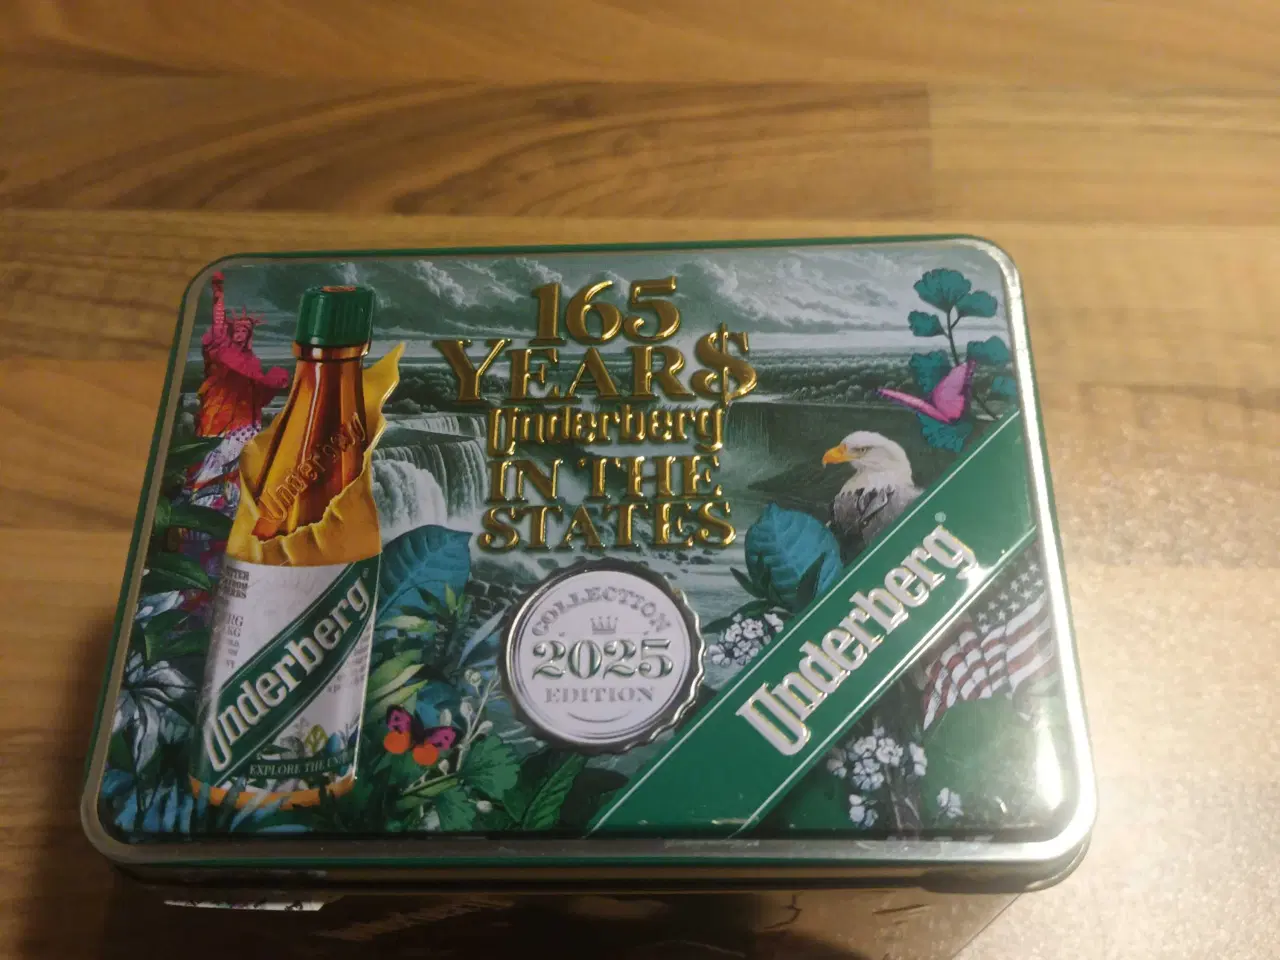 165
YEAR$
Underberg
IN THE
STATES
COLLECTION
2025
EDITION
Underberg®
Underberg
Underberg®
EXPLORE THE